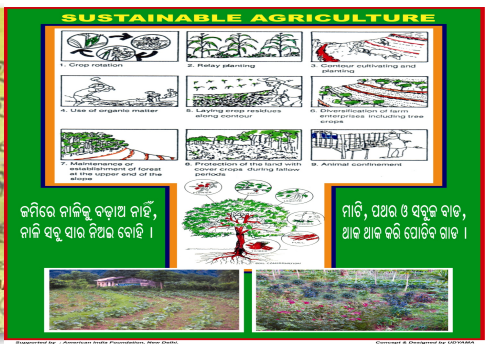 SUSTAINABLE AGRICULTURE
1. Crop rotation
2. Relay planting
3. Contour cultivating and
planting
4. Use of organic matter
5. Laying crop residues
along contour
6. Diversification of farm
enterprises including tree
crops
7. Maintenance or
establishment of forest
at the upper end of the
slope
8. Protection of the land with
cover crops during fallow
periods
9. Animal confinement
ଜମିରେ ନାଳିକୁ ବଢ଼ାଅ ନାହିଁ,
ନାଳି ସବୁ ସାର ନିଅଇ ବୋହି ।
ମାଟି, ପଥର ଓ ସବୁଜ ବାଡ,
ଥାକ ଥାକ କରି ପୋତିବ ଗାଡ ।
Supported by : American India Foundation, New Delhi.
Concept & Designed by UDYAMA